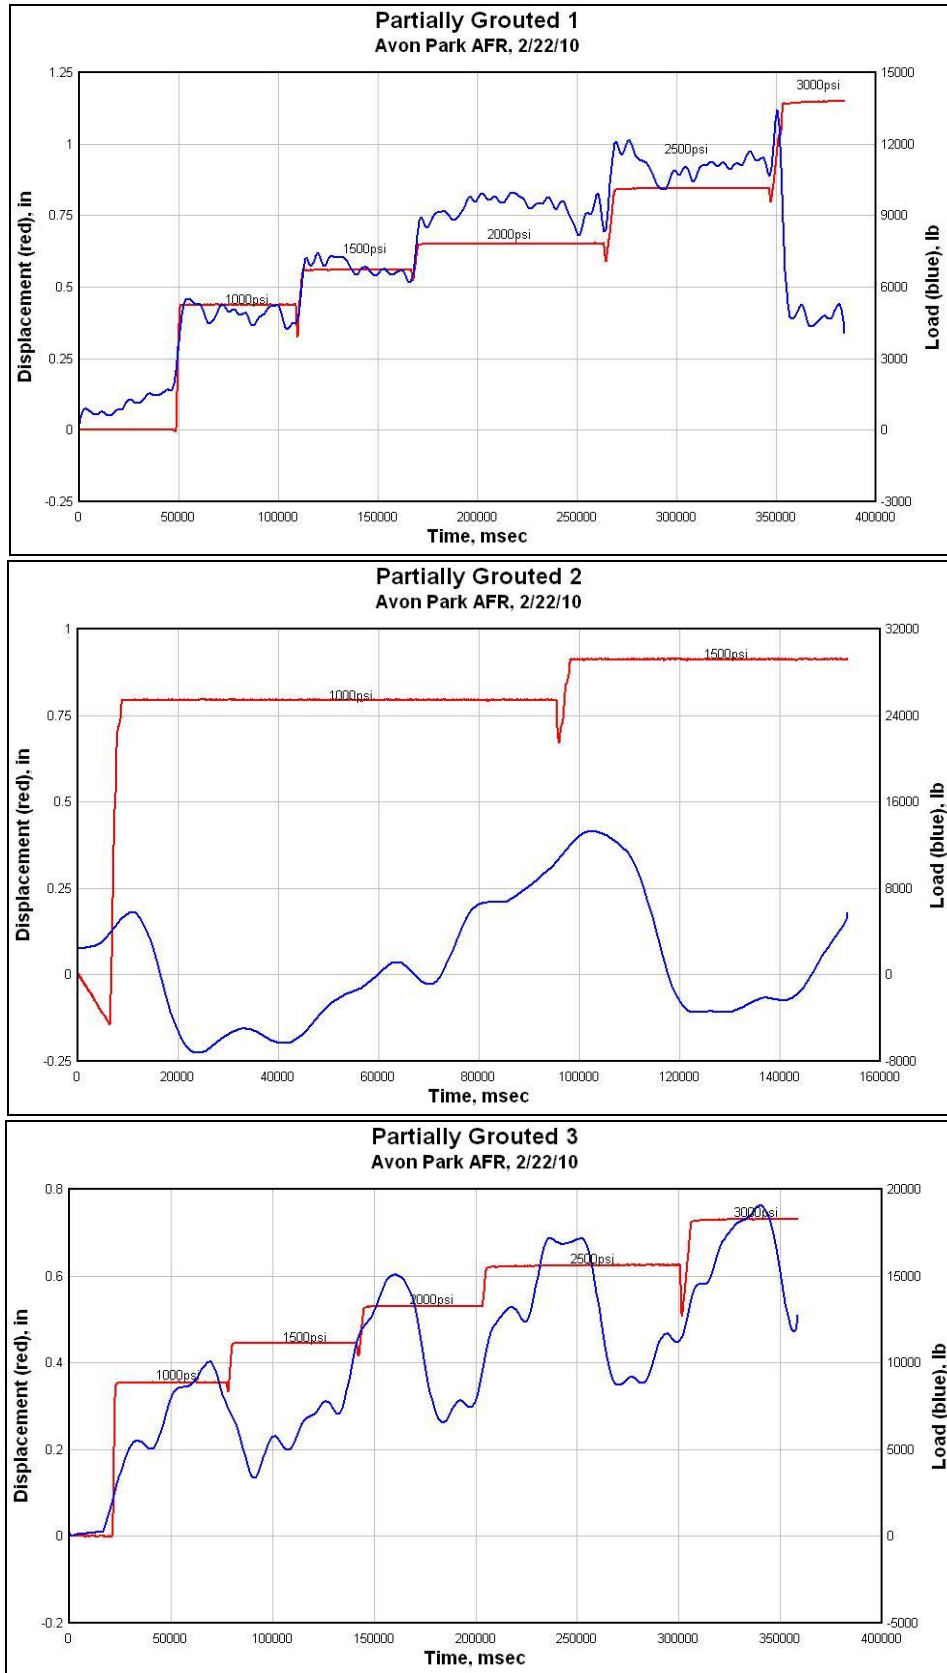 Partially Grouted 1
Avon Park AFR, 2/22/10
1.25 15000
3000psi
1 12000
2500psi
0.75 9000
2000psi
1500psi
0.5 6000
1000psi
0.25 3000
0 0
-0.25 -3000
0 50000 100000 150000 200000 250000 300000 350000 400000
Time, msec
Displacement (red), in
Load (blue), lb
Partially Grouted 2
Avon Park AFR, 2/22/10
1 32000
1500psi
1000psi
0.75 24000
0.5 16000
0.25 8000
0 0
-0.25 -8000
0 20000 40000 60000 80000 100000 120000 140000 160000
Time, msec
Displacement (red), in
Load (blue), lb
Partially Grouted 3
Avon Park AFR, 2/22/10
0.8 20000
3000psi
2500psi
0.6 15000
2000psi
1500psi
0.4 10000
1000psi
0.2 5000
0 0
-0.2 -5000
0 50000 100000 150000 200000 250000 300000 350000 400000
Time, msec
Displacement (red), in
Load (blue), lb